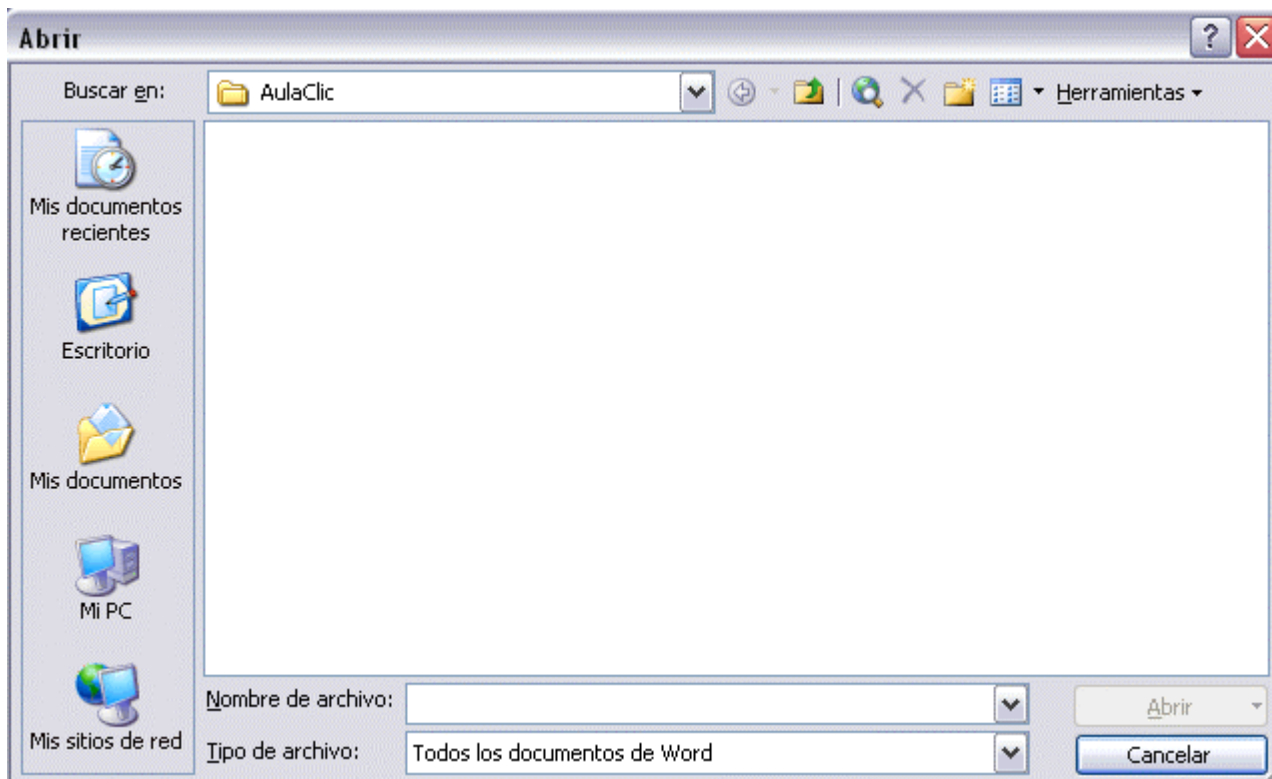 Abrir
Buscar en:
AulaClic
Herramientas
Mis documentos
recientes
Escritorio
Mis documentos
Mi PC
Mis sitios de red
Nombre de archivo:
Abrir
Tipo de archivo:
Todos los documentos de Word
Cancelar